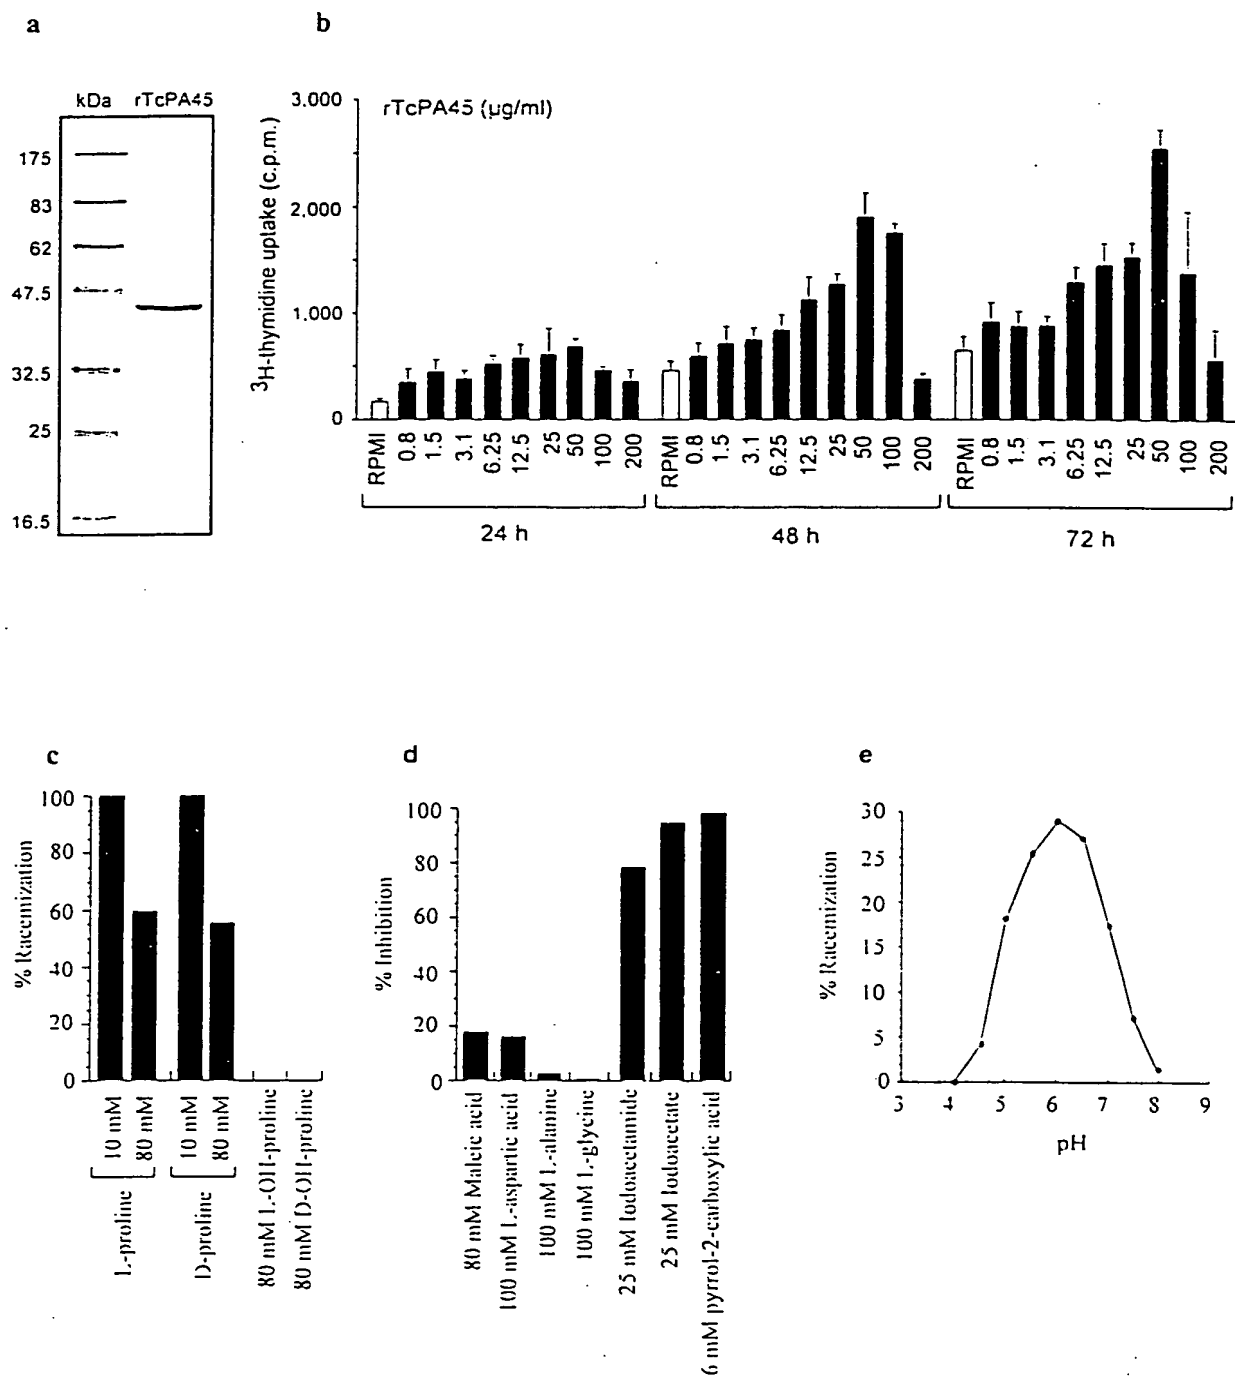 a
b
kDa rTcPA45
175
83
62
47.5
32.5
25
16.5
rTcPA45 (µg/ml)
³H-thymidine uptake (c.p.m.)
3.000
2.000
1.000
0
RPMI 0.8 1.5 3.1 6.25 12.5 25 50 100 200
RPMI 0.8 1.5 3.1 6.25 12.5 25 50 100 200
RPMI 0.8 1.5 3.1 6.25 12.5 25 50 100 200
24 h
48 h
72 h
c
% Racemization
100
80
60
40
20
0
10 mM
80 mM
10 mM
80 mM
L-proline
D-proline
80 mM L-OH-proline
80 mM D-OH-proline
d
% Inhibition
100
80
60
40
20
0
80 mM Maleic acid
100 mM L-aspartic acid
100 mM L-alanine
100 mM L-glycine
25 mM Iodoacetamide
25 mM Iodoacetate
6 mM pyrrol-2-carboxylic acid
e
% Racemization
30
25
20
15
10
5
0
3 4 5 6 7 8 9
pH